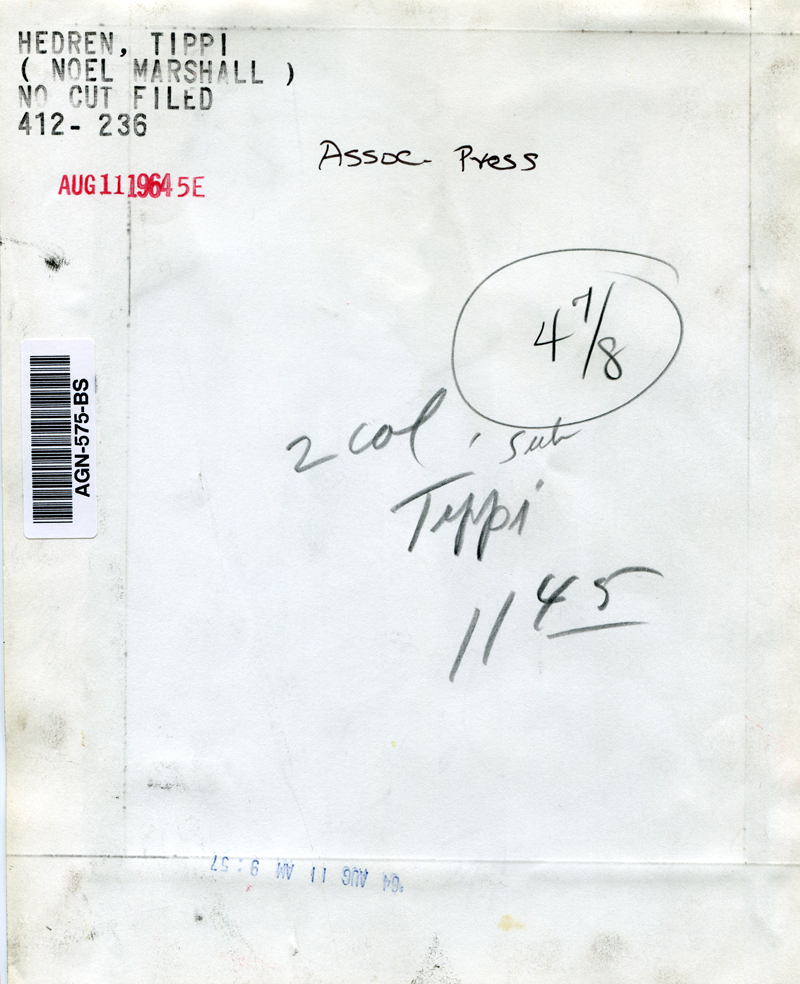 HEDREN, TIPPI
( NOEL MARSHALL )
NO CUT FILED
412- 236
AUG 11 1964 5E
Assoc. Press
4 7/8
2 col
Tippi
11 45
AGN-575-BS
'64 AUG 11 AM 9:57